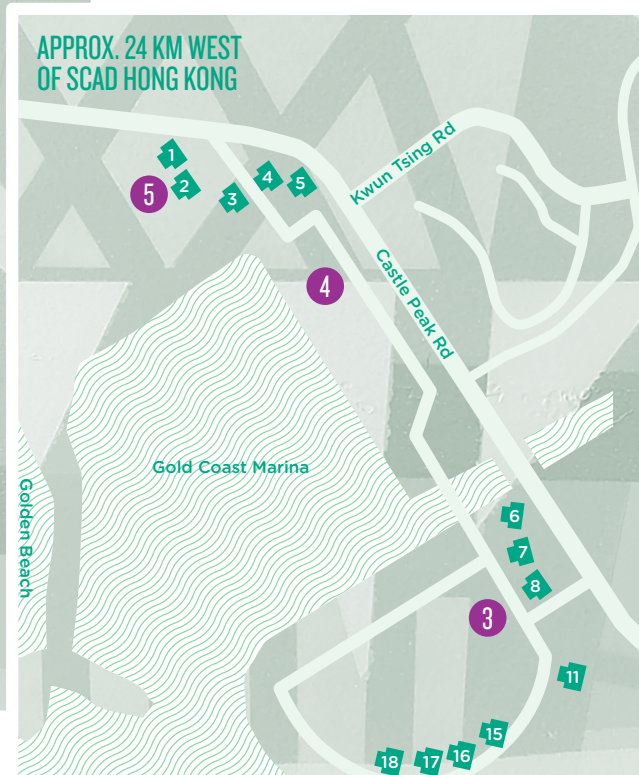 APPROX. 24 KM WEST
OF SCAD HONG KONG
1
2
5
3
4
5
Kwun Tsing Rd
4
Castle Peak Rd
Gold Coast Marina
Golden Beach
6
7
8
3
11
15
16
17
18